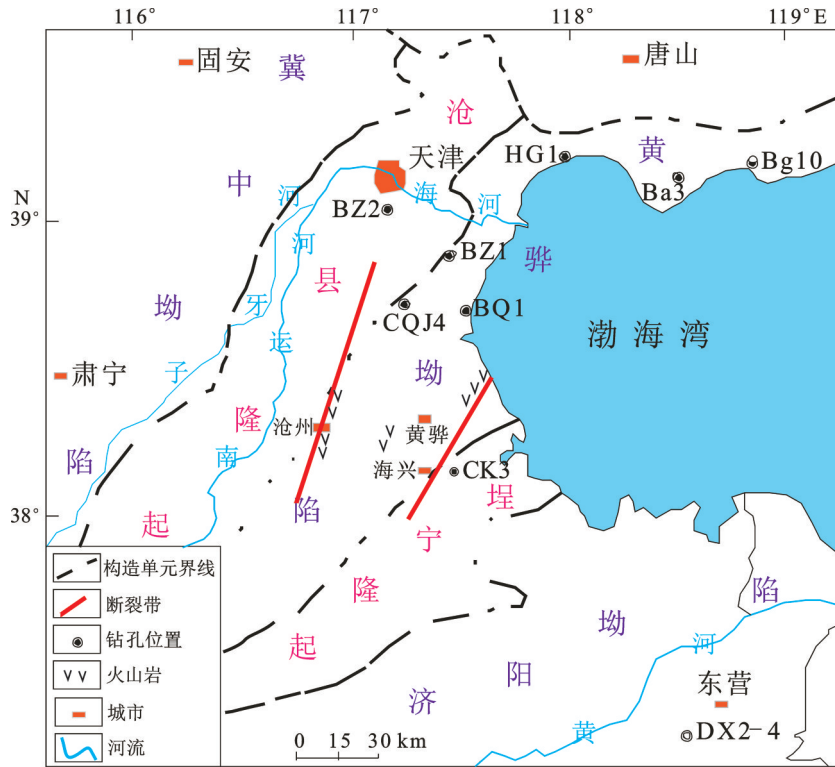 116° 117° 118° 119°E
固安
唐山
冀中坳陷
沧县隆起
黄骅坳陷
埕宁隆起
济阳坳陷
天津
HG1
Bg10
Ba3
N
39°
BZ2
海河
子牙河
南运河
BZ1
CQJ4
BQ1
渤海湾
肃宁
沧州
黄骅
海兴
CK3
38°
黄河
东营
DX2-4
构造单元界线
断裂带
钻孔位置
火山岩
城市
河流
0 15 30 km